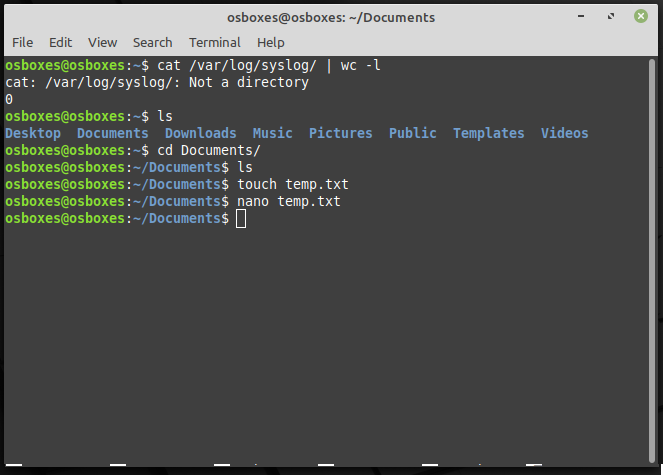 osboxes@osboxes: ~/Documents
File Edit View Search Terminal Help
osboxes@osboxes:~$ cat /var/log/syslog/ | wc -l
cat: /var/log/syslog/: Not a directory
0
osboxes@osboxes:~$ ls
Desktop Documents Downloads Music Pictures Public Templates Videos
osboxes@osboxes:~$ cd Documents/
osboxes@osboxes:~/Documents$ ls
osboxes@osboxes:~/Documents$ touch temp.txt
osboxes@osboxes:~/Documents$ nano temp.txt
osboxes@osboxes:~/Documents$